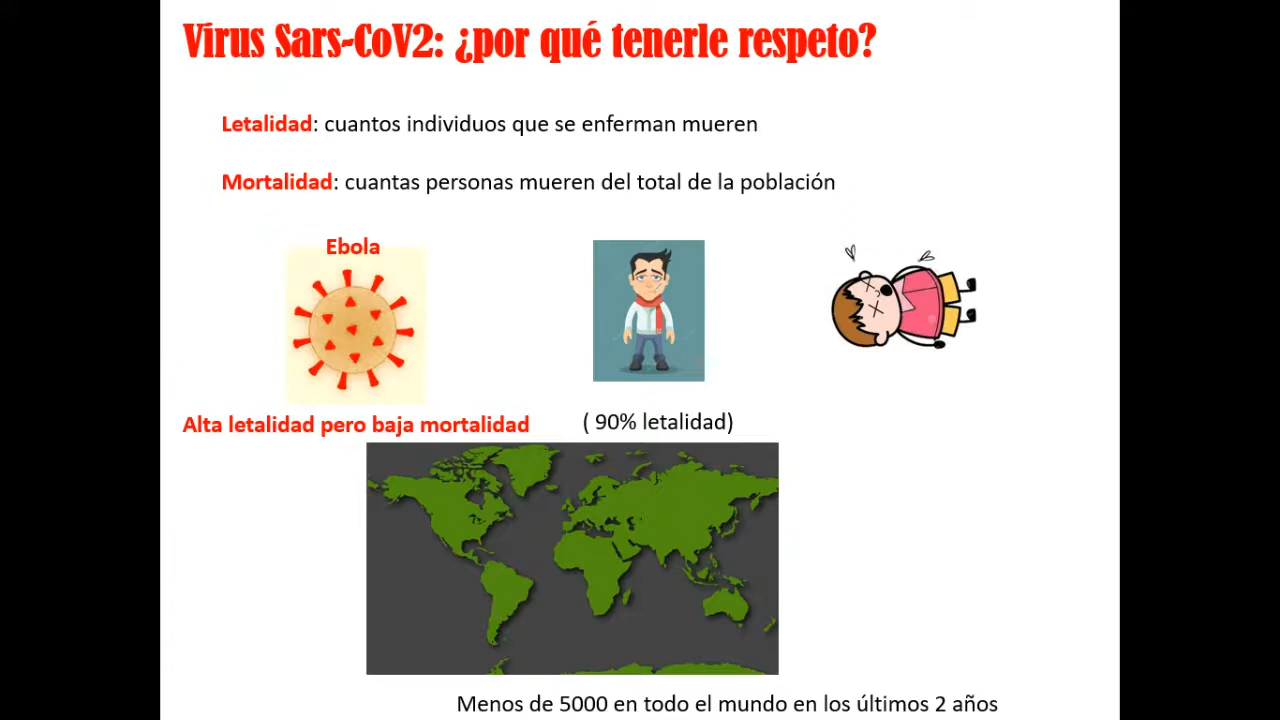 Virus Sars-CoV2: ¿por qué tenerle respeto?
Letalidad: cuantos individuos que se enferman mueren
Mortalidad: cuantas personas mueren del total de la población
Ebola
Alta letalidad pero baja mortalidad
( 90% letalidad)
Menos de 5000 en todo el mundo en los últimos 2 años